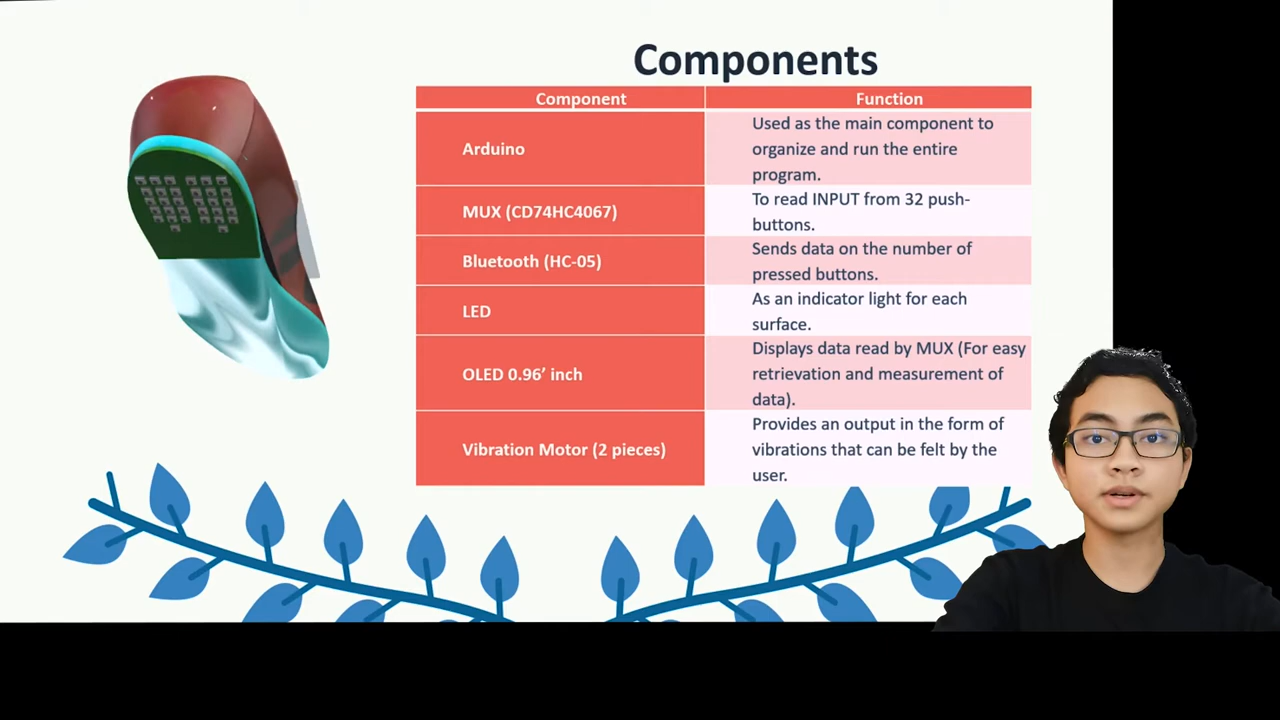 Components
Component Function
Arduino
Used as the main component to
organize and run the entire
program.
MUX (CD74HC4067)
To read INPUT from 32 push-
buttons.
Bluetooth (HC-05)
Sends data on the number of
pressed buttons.
LED
As an indicator light for each
surface.
OLED 0.96’ inch
Displays data read by MUX (For easy
retrievation and measurement of
data).
Vibration Motor (2 pieces)
Provides an output in the form of
vibrations that can be felt by the
user.